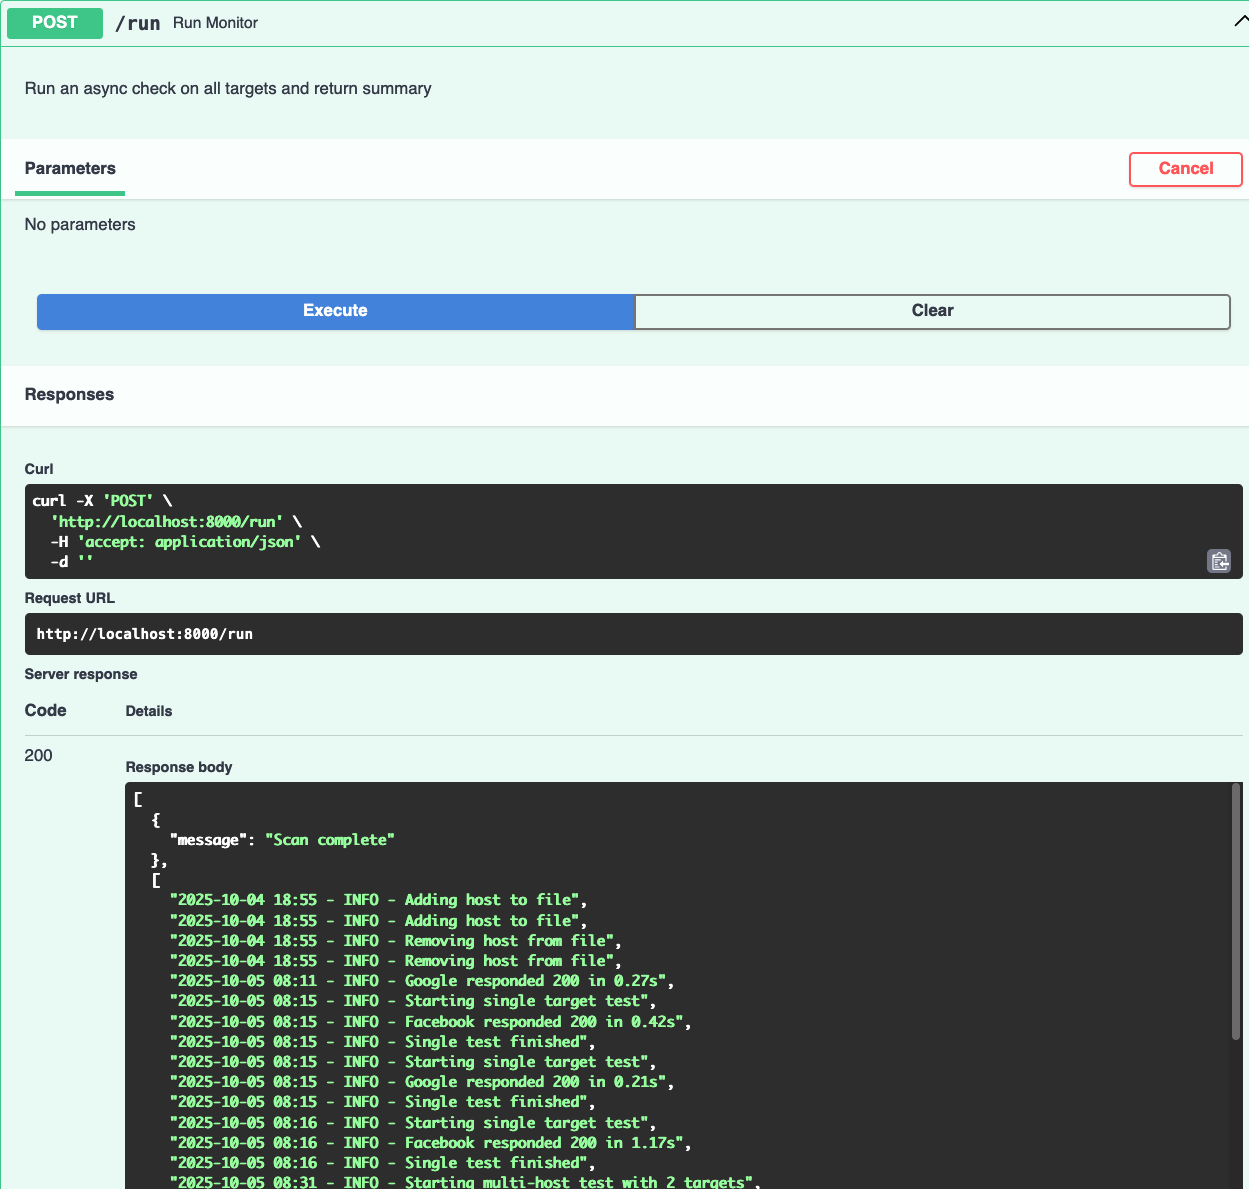 POST /run Run Monitor
Run an async check on all targets and return summary
Parameters
Cancel
No parameters
Execute
Clear
Responses
Curl
curl -X 'POST' \
  'http://localhost:8000/run' \
  -H 'accept: application/json' \
  -d ''
Request URL
http://localhost:8000/run
Server response
Code Details
200
Response body
[
  {
    "message": "Scan complete"
  },
  [
    "2025-10-04 18:55 - INFO - Adding host to file",
    "2025-10-04 18:55 - INFO - Adding host to file",
    "2025-10-04 18:55 - INFO - Removing host from file",
    "2025-10-04 18:55 - INFO - Removing host from file",
    "2025-10-05 08:11 - INFO - Google responded 200 in 0.27s",
    "2025-10-05 08:15 - INFO - Starting single target test",
    "2025-10-05 08:15 - INFO - Facebook responded 200 in 0.42s",
    "2025-10-05 08:15 - INFO - Single test finished",
    "2025-10-05 08:15 - INFO - Starting single target test",
    "2025-10-05 08:15 - INFO - Google responded 200 in 0.21s",
    "2025-10-05 08:15 - INFO - Single test finished",
    "2025-10-05 08:16 - INFO - Starting single target test",
    "2025-10-05 08:16 - INFO - Facebook responded 200 in 1.17s",
    "2025-10-05 08:16 - INFO - Single test finished",
    "2025-10-05 08:31 - INFO - Starting multi-host test with 2 targets",